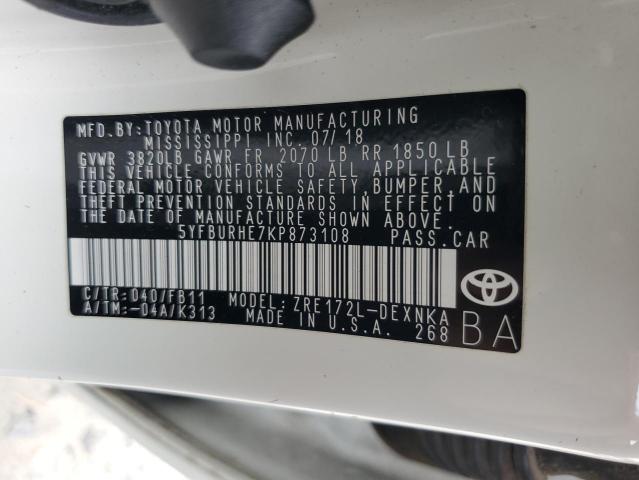 MFD.BY:TOYOTA MOTOR MANUFACTURING
MISSISSIPPI INC. 07/18
GVWR 3820LB GAWR FR 2070 LB RR 1850 LB
THIS VEHICLE CONFORMS TO ALL APPLICABLE
FEDERAL MOTOR VEHICLE SAFETY, BUMPER, AND
THEFT PREVENTION STANDARDS IN EFFECT ON
THE DATE OF MANUFACTURE SHOWN ABOVE.
5YFBURHE7KP873108 PASS.CAR
C/TR: 040/FB11 MODEL: ZRE172L-DEXNKA
A/TM:-04A/K313 MADE IN U.S.A. 268
BA